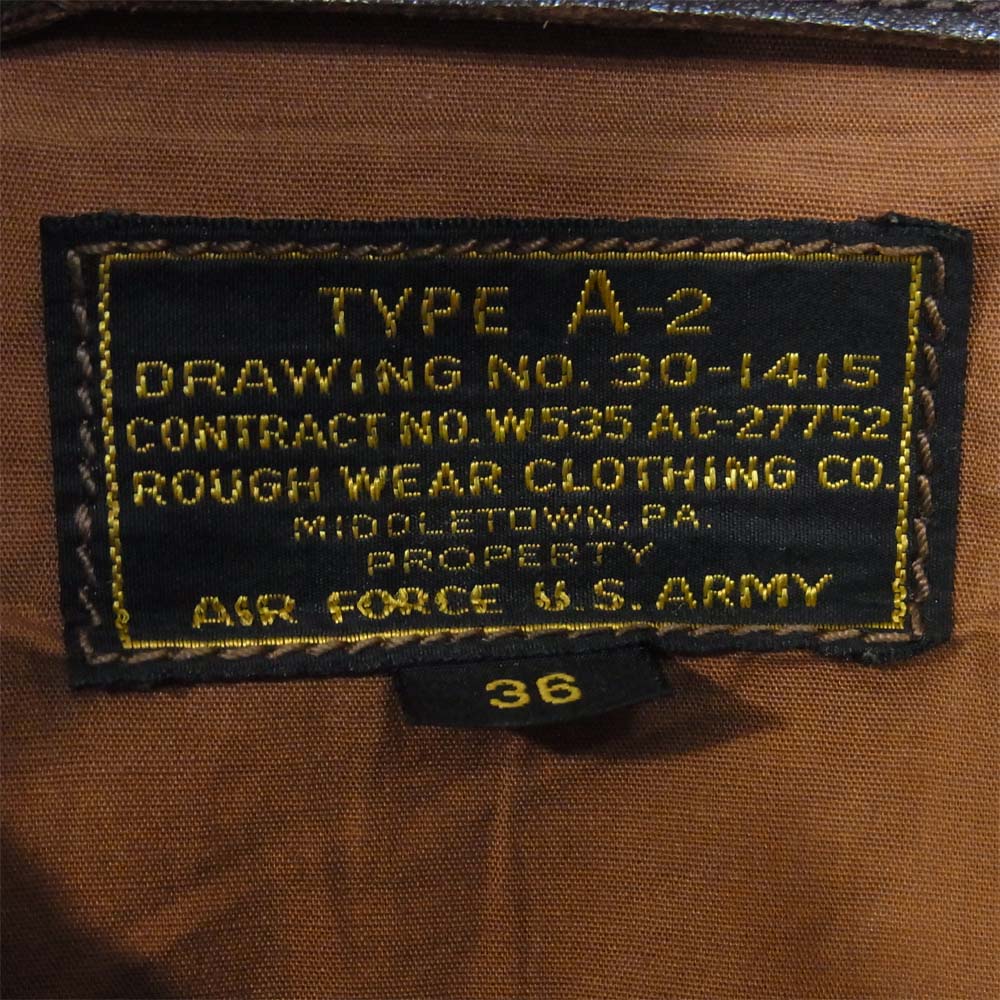 TYPE A-2
DRAWING NO. 30-1415
CONTRACT NO. W535 AC-27752
ROUGH WEAR CLOTHING CO.
MIDDLETOWN, PA.
PROPERTY
AIR FORCE U.S. ARMY
36